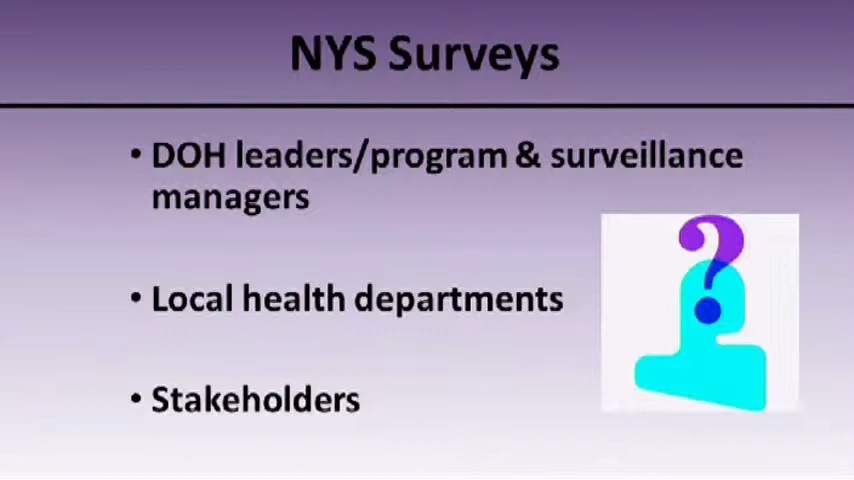 NYS Surveys
• DOH leaders/program & surveillance
managers
• Local health departments
• Stakeholders